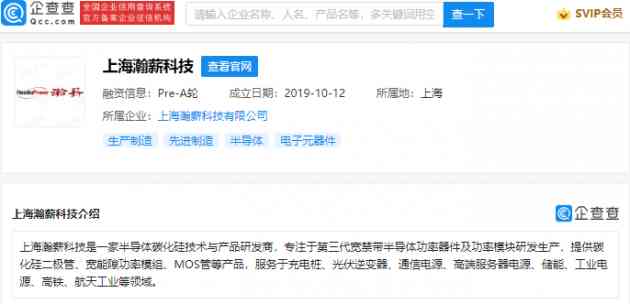 企查查
Qcc.com
全国企业信用查询系统
官方备案企业征信机构
请输入企业名称、人名、产品名等，多关键词用空
查一下
SVIP会员
上海瀚薪科技
查看官网
融资信息：Pre-A轮 成立日期：2019-10-12 所属地：上海
所属企业：上海瀚薪科技有限公司
生产制造 先进制造 半导体 电子元器件
瀚薪
上海瀚薪科技介绍
企查查
上海瀚薪科技是一家半导体碳化硅技术与产品研发商，专注于第三代宽禁带半导体功率器件及功率模块研发生产、提供碳
化硅二极管、宽能隙功率模组、MOS管等产品，服务于充电桩、光伏逆变器、通信电源、高端服务器电源、储能、工业电
源、高铁、航天工业等领域。